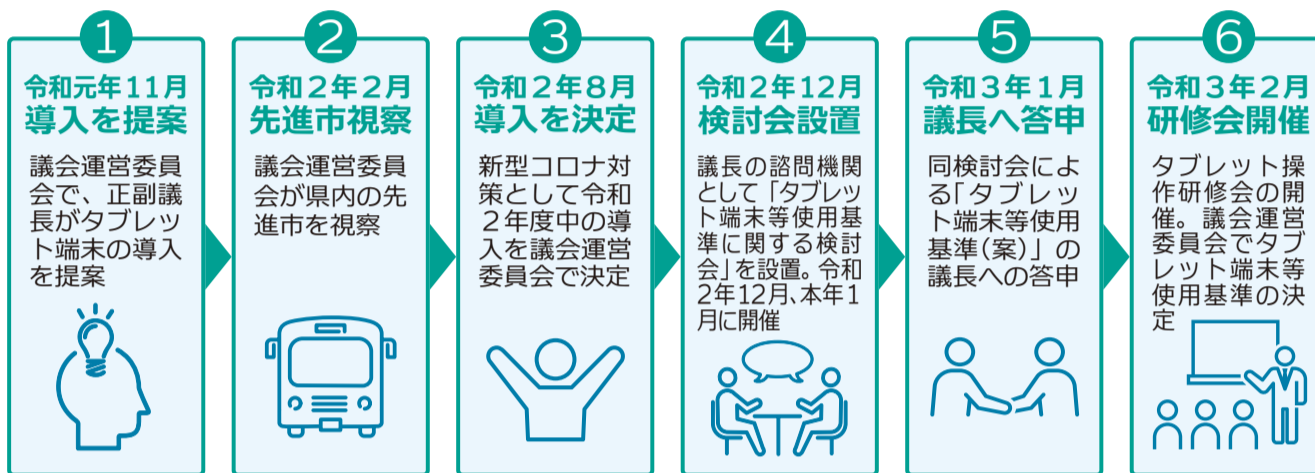 1
令和元年11月
導入を提案
議会運営委員
会で、正副議
長がタブレッ
ト端末の導入
を提案
2
令和２年２月
先進市視察
議会運営委員
会が県内の先
進市を視察
3
令和２年８月
導入を決定
新型コロナ対
策として令和
２年度中の導
入を議会運営
委員会で決定
4
令和２年12月
検討会設置
議長の諮問機関
として「タブレッ
ト端末等使用基
準に関する検討
会」を設置。令和
２年12月、本年１
月に開催
5
令和３年１月
議長へ答申
同検討会によ
る「タブレッ
ト端末等使用
基準(案)」の
議長への答申
6
令和３年２月
研修会開催
タブレット操
作研修会の開
催。議会運営
委員会でタブ
レット端末等
使用基準の決
定